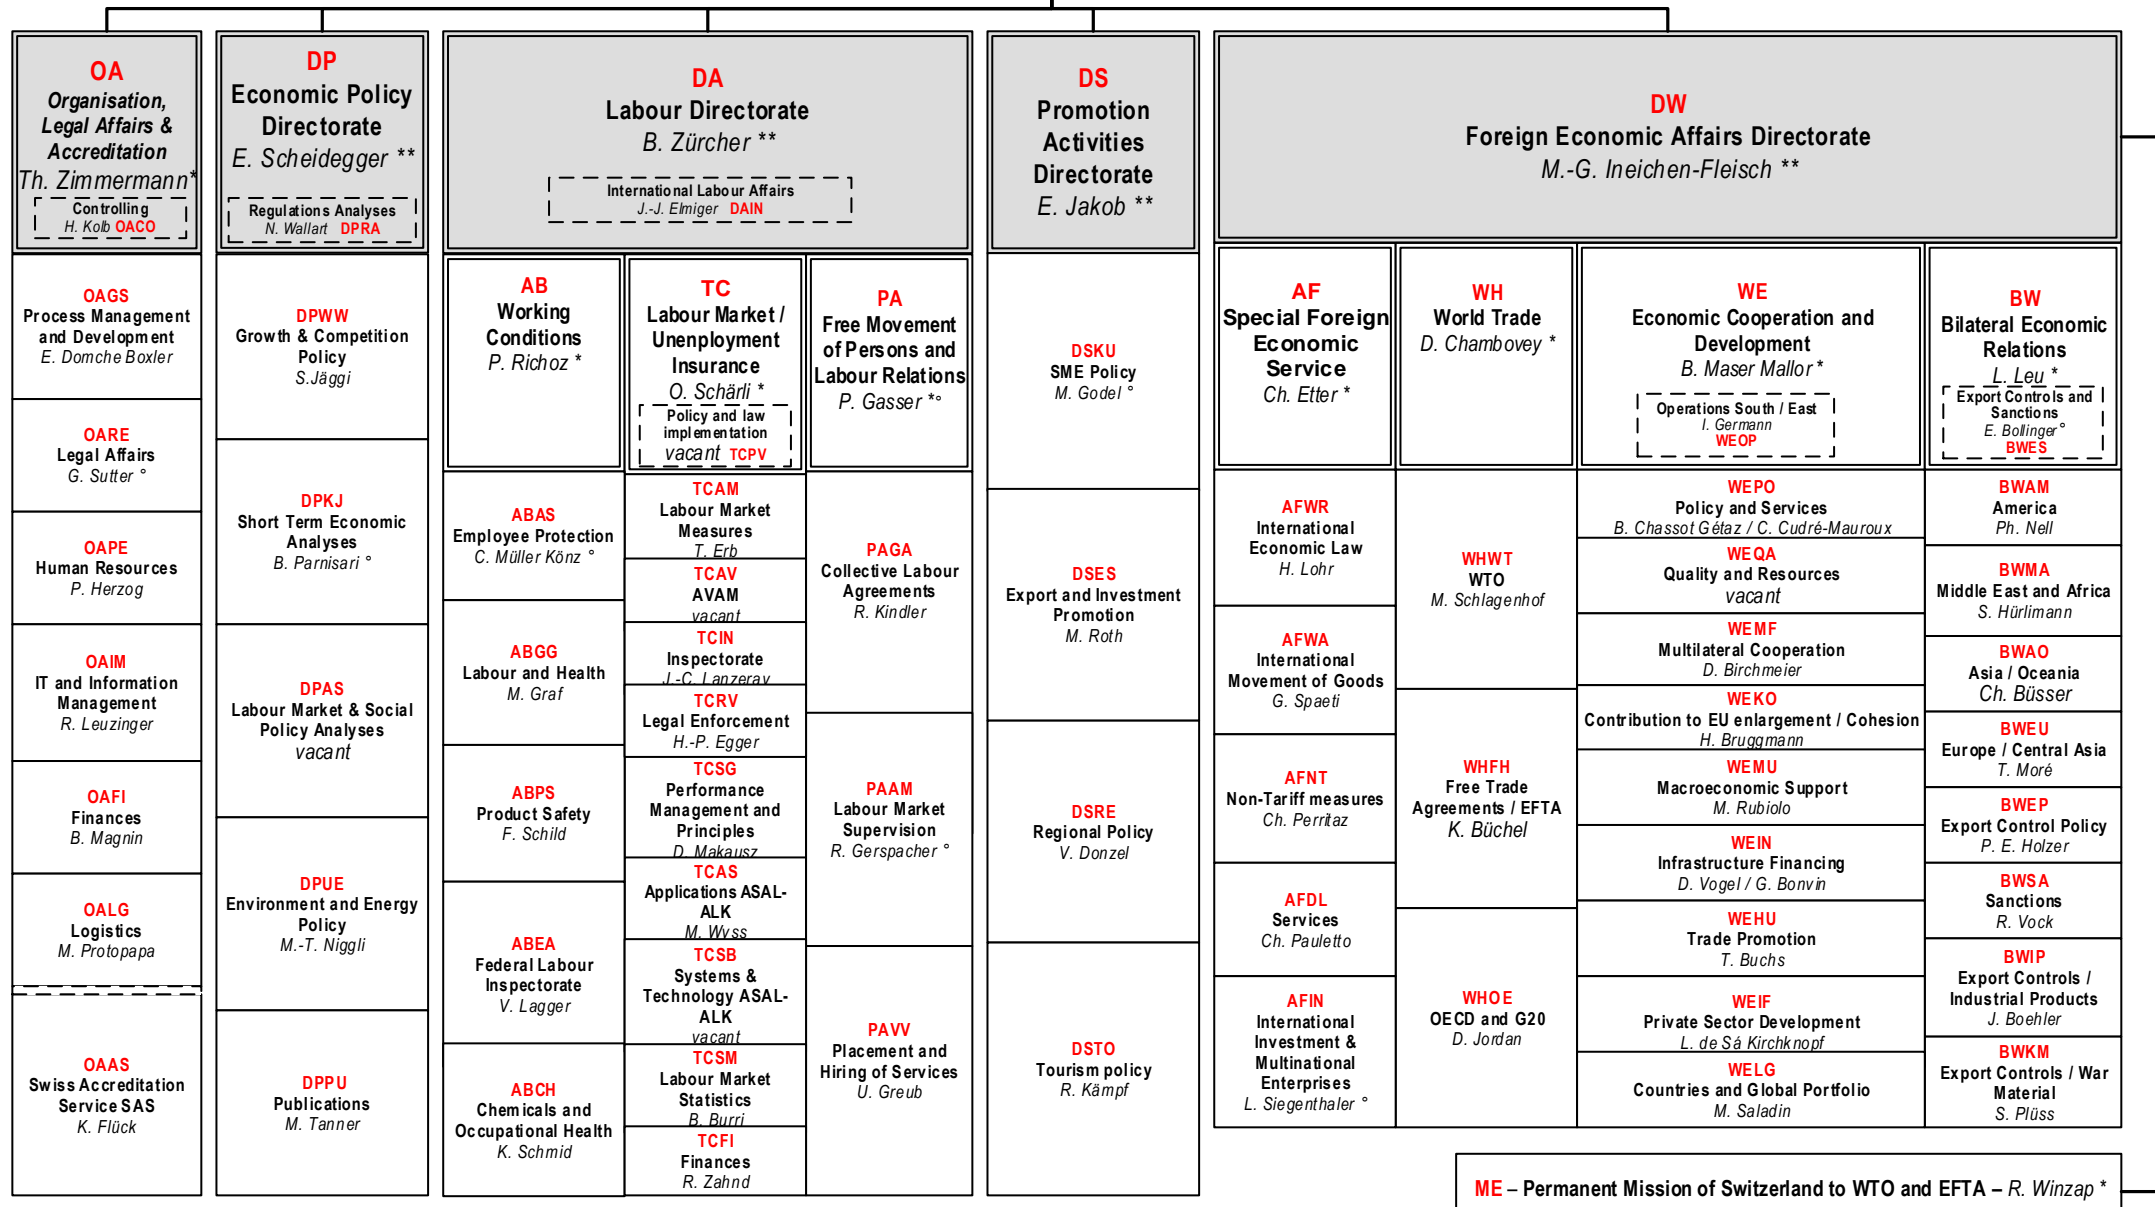 OA
Organisation,
Legal Affairs &
Accreditation
Th. Zimmermann*
Controlling
H. Kolb OACO
OAGS
Process Management
and Development
E. Domche Boxler
OARE
Legal Affairs
G. Sutter °
OAPE
Human Resources
P. Herzog
OAIM
IT and Information
Management
R. Leuzinger
OAFI
Finances
B. Magnin
OALG
Logistics
M. Protopapa
OAAS
Swiss Accreditation
Service SAS
K. Flück
DP
Economic Policy
Directorate
E. Scheidegger **
Regulations Analyses
N. Wallart DPRA
DPWW
Growth & Competition
Policy
S.Jäggi
DPKJ
Short Term Economic
Analyses
B. Parnisari °
DPAS
Labour Market & Social
Policy Analyses
vacant
DPUE
Environment and Energy
Policy
M.-T. Niggli
DPPU
Publications
M. Tanner
DA
Labour Directorate
B. Zürcher **
International Labour Affairs
J.-J. Elmiger DAIN
AB
Working
Conditions
P. Richoz *
ABAS
Employee Protection
C. Müller Könz °
ABGG
Labour and Health
M. Graf
ABPS
Product Safety
F. Schild
ABEA
Federal Labour
Inspectorate
V. Lagger
ABCH
Chemicals and
Occupational Health
K. Schmid
TC
Labour Market /
Unenployment
Insurance
O. Schärli *
Policy and law
implementation
vacant TCPV
TCAM
Labour Market
Measures
T. Erb
TCAV
AVAM
vacant
TCIN
Inspectorate
J.-C. Lanzeray
TCRV
Legal Enforcement
H.-P. Egger
TCSG
Performance
Management and
Principles
D. Makausz
TCAS
Applications ASAL-
ALK
M. Wyss
TCSB
Systems &
Technology ASAL-
ALK
vacant
TCSM
Labour Market
Statistics
B. Burri
TCFI
Finances
R. Zahnd
PA
Free Movement
of Persons and
Labour Relations
P. Gasser *°
PAGA
Collective Labour
Agreements
R. Kindler
PAAM
Labour Market
Supervision
R. Gerspacher °
PAVV
Placement and
Hiring of Services
U. Greub
DS
Promotion
Activities
Directorate
E. Jakob **
DSKU
SME Policy
M. Godel °
DSES
Export and Investment
Promotion
M. Roth
DSRE
Regional Policy
V. Donzel
DSTO
Tourism policy
R. Kämpf
DW
Foreign Economic Affairs Directorate
M.-G. Ineichen-Fleisch **
AF
Special Foreign
Economic
Service
Ch. Etter *
AFWR
International
Economic Law
H. Lohr
AFWA
International
Movement of Goods
G. Spaeti
AFNT
Non-Tariff measures
Ch. Perritaz
AFDL
Services
Ch. Pauletto
AFIN
International
Investment &
Multinational
Enterprises
L. Siegenthaler °
WH
World Trade
D. Chambovey *
WHWT
WTO
M. Schlagenhof
WHFH
Free Trade
Agreements / EFTA
K. Büchel
WHOE
OECD and G20
D. Jordan
WE
Economic Cooperation and
Development
B. Maser Mallor *
Operations South / East
I. Germann
WEOP
WEPO
Policy and Services
B. Chassot Gétaz / C. Cudré-Mauroux
WEQA
Quality and Resources
vacant
WEMF
Multilateral Cooperation
D. Birchmeier
WEKO
Contribution to EU enlargement / Cohesion
H. Bruggmann
WEMU
Macroeconomic Support
M. Rubiolo
WEIN
Infrastructure Financing
D. Vogel / G. Bonvin
WEHU
Trade Promotion
T. Buchs
WEIF
Private Sector Development
L. de Sá Kirchknopf
WELG
Countries and Global Portfolio
M. Saladin
BW
Bilateral Economic
Relations
L. Leu *
Export Controls and
Sanctions
E. Bollinger °
BWES
BWAM
America
Ph. Nell
BWMA
Middle East and Africa
S. Hürlimann
BWAO
Asia / Oceania
Ch. Büsser
BWEU
Europe / Central Asia
T. Moré
BWEP
Export Control Policy
P. E. Holzer
BWSA
Sanctions
R. Vock
BWIP
Export Controls /
Industrial Products
J. Boehler
BWKM
Export Controls / War
Material
S. Plüss
ME – Permanent Mission of Switzerland to WTO and EFTA – R. Winzap *